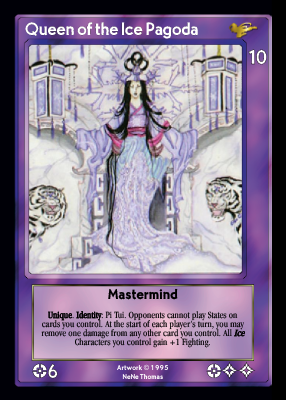 Queen of the Ice Pagoda
10
Mastermind
Unique. Identity: Pi Tui. Opponents cannot play States on
cards you control. At the start of each player's turn, you may
remove one damage from any other card you control. All Ice
Characters you control gain +1 Fighting.
6
Artwork © 1995
NeNe Thomas